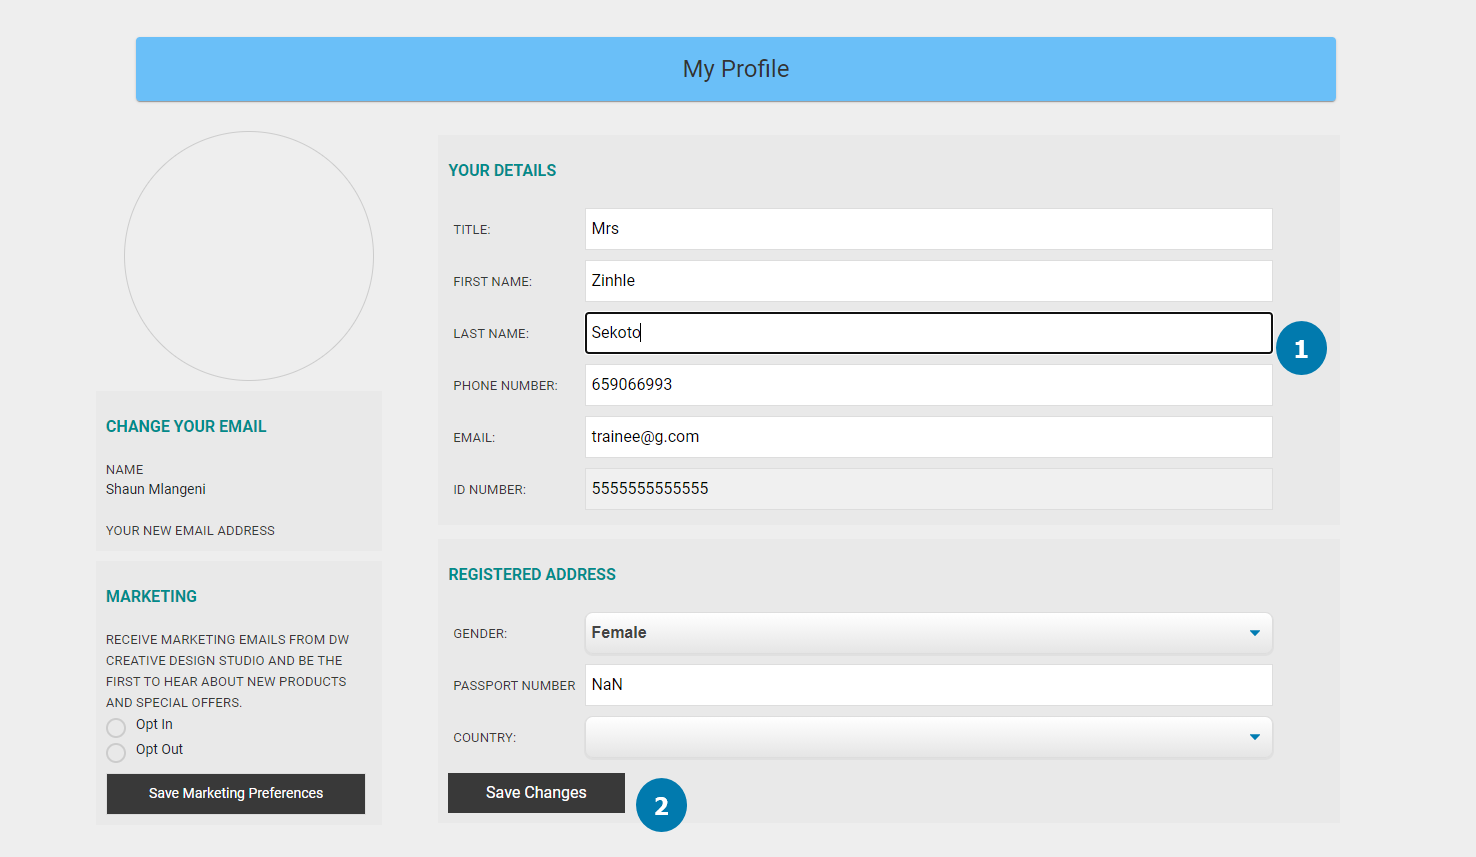 My Profile
YOUR DETAILS
TITLE: Mrs
FIRST NAME: Zinhle
LAST NAME: Sekoto
1
PHONE NUMBER: 659066993
EMAIL: trainee@g.com
ID NUMBER: 5555555555555
CHANGE YOUR EMAIL
NAME
Shaun Mlangeni
YOUR NEW EMAIL ADDRESS
MARKETING
RECEIVE MARKETING EMAILS FROM DW
CREATIVE DESIGN STUDIO AND BE THE
FIRST TO HEAR ABOUT NEW PRODUCTS
AND SPECIAL OFFERS.
Opt In
Opt Out
Save Marketing Preferences
REGISTERED ADDRESS
GENDER: Female
PASSPORT NUMBER NaN
COUNTRY:
Save Changes
2